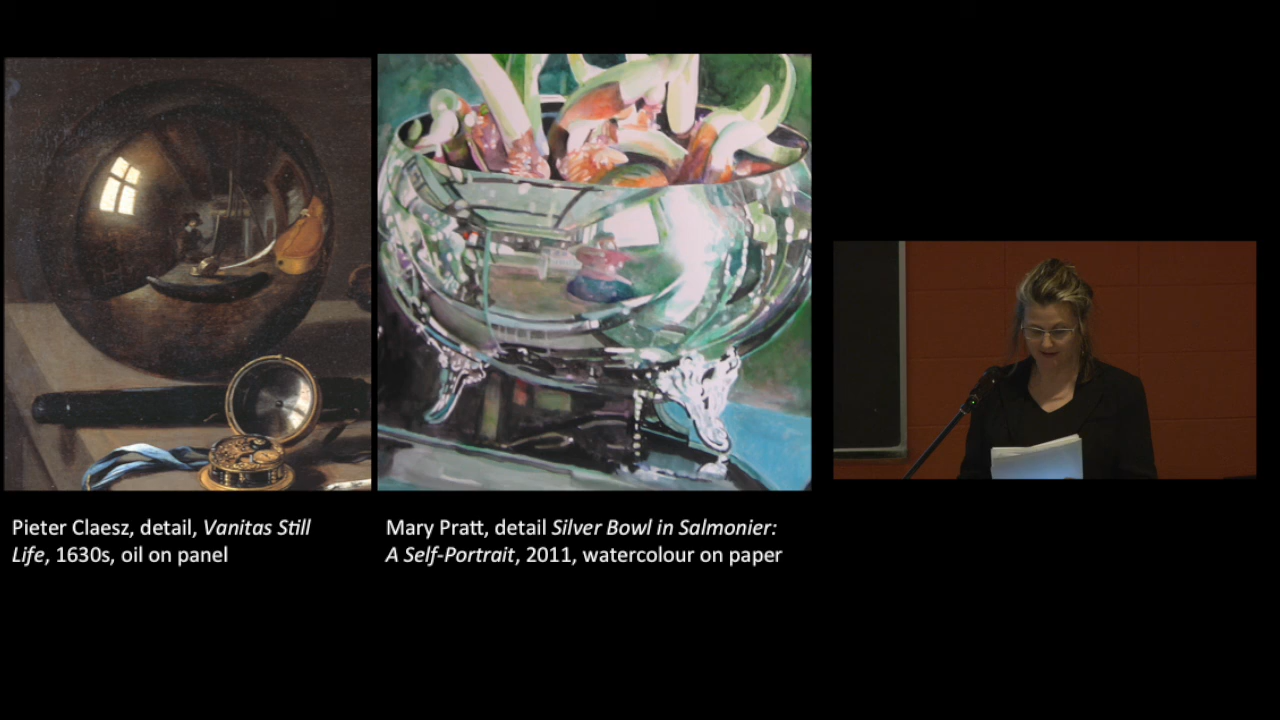 Pieter Claesz, detail, Vanitas Still
Life, 1630s, oil on panel
Mary Pratt, detail Silver Bowl in Salmonier:
A Self-Portrait, 2011, watercolour on paper